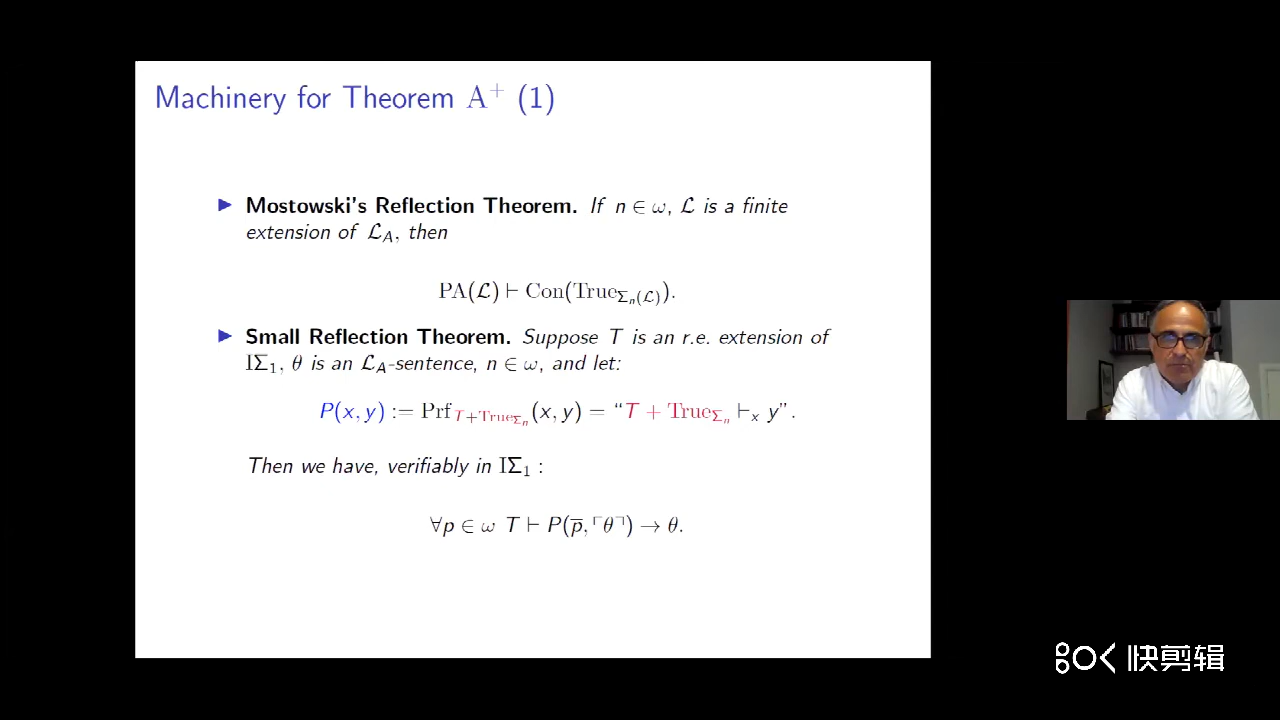 Machinery for Theorem A⁺ (1)
▶ Mostowski's Reflection Theorem. If n ∈ ω, ℒ is a finite
extension of ℒ_A, then
PA(ℒ) ⊢ Con(True_{Σ_n(ℒ)}).
▶ Small Reflection Theorem. Suppose T is an r.e. extension of
IΣ₁, θ is an ℒ_A-sentence, n ∈ ω, and let:
P(x, y) := Prf_{T+True_{Σ_n}}(x, y) = “T + True_{Σ_n} ⊢_x y”.
Then we have, verifiably in IΣ₁ :
∀p ∈ ω T ⊢ P(p̅, ⌜θ⌝) → θ.
快剪辑